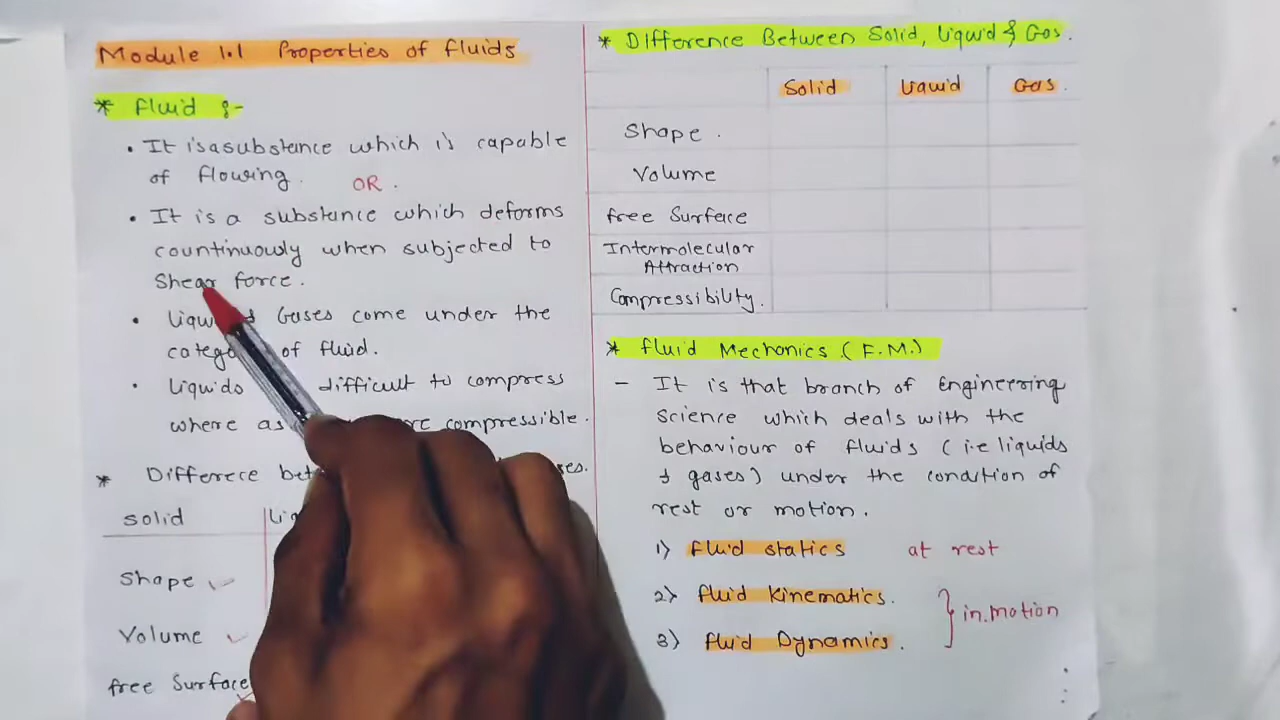 Module 1.1 Properties of fluids
* fluid :-
• It is a substance which is capable
of flowing. OR.
• It is a substance which deforms
countinuously when subjected to
Shear force.
• Gases come under the
of fluid.
• liquids difficult to compress
where as compressible.
* Differece
solid
Shape
Volume
free Surface
* Difference Between Solid, liquid & Gas.
Solid Liquid Gas.
Shape.
Volume
free Surface
Intermolecular
Attraction
Compressibility.
* fluid Mechonics (F.M.)
- It is that branch of Engineering
Science which deals with the
behaviour of fluids (i.e liquids
& gases) under the condition of
rest or motion.
1) fluid statics at rest
2) fluid kinematics.
} in.motion
3) fluid Dynamics.